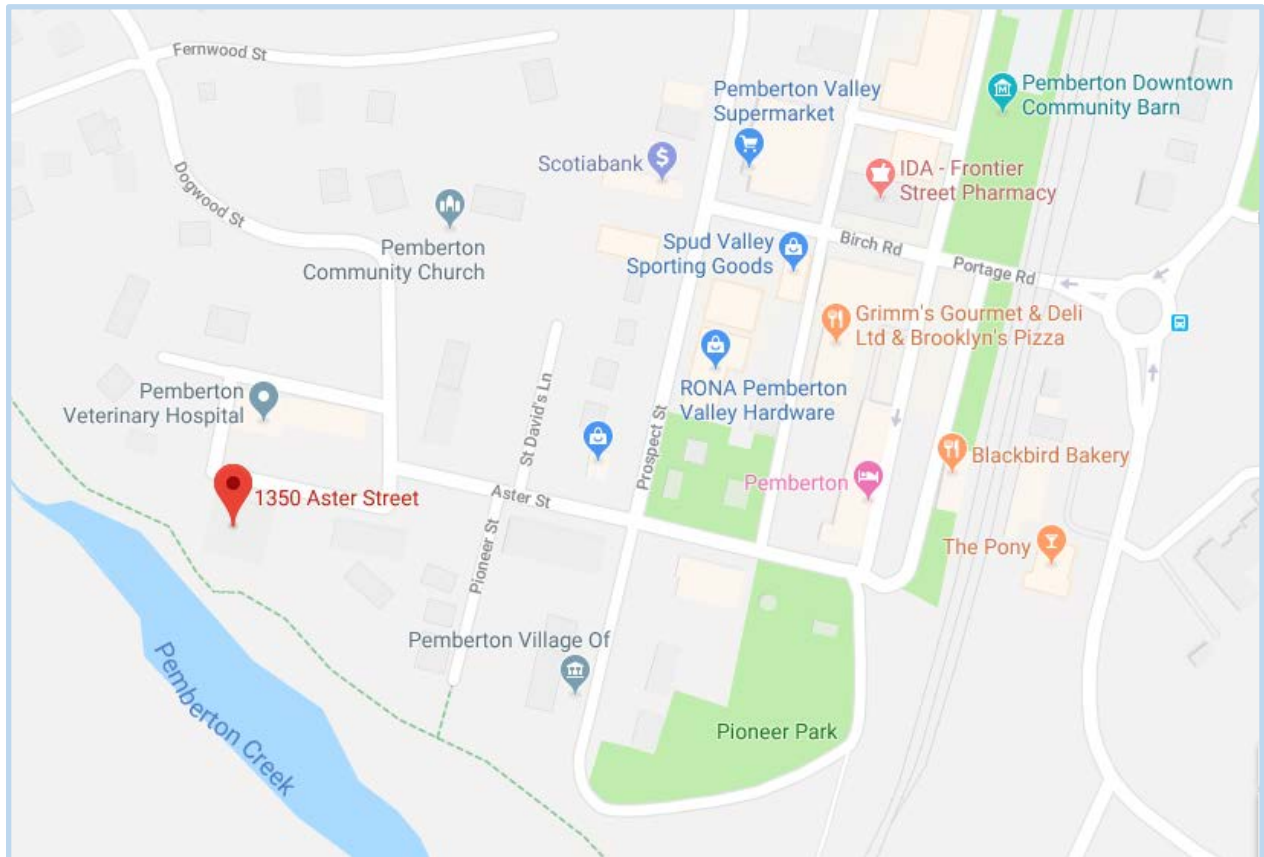 Fernwood St
Dogwood St
Pemberton Valley
Supermarket
Pemberton Downtown
Community Barn
Scotiabank
IDA - Frontier
Street Pharmacy
Pemberton
Community Church
Spud Valley
Sporting Goods
Birch Rd
Portage Rd
Grimm's Gourmet & Deli
Ltd & Brooklyn's Pizza
Pemberton
Veterinary Hospital
RONA Pemberton
Valley Hardware
St David's Ln
Prospect St
1350 Aster Street
Aster St
Pemberton
Blackbird Bakery
Pioneer St
The Pony
Pemberton Village Of
Pemberton Creek
Pioneer Park